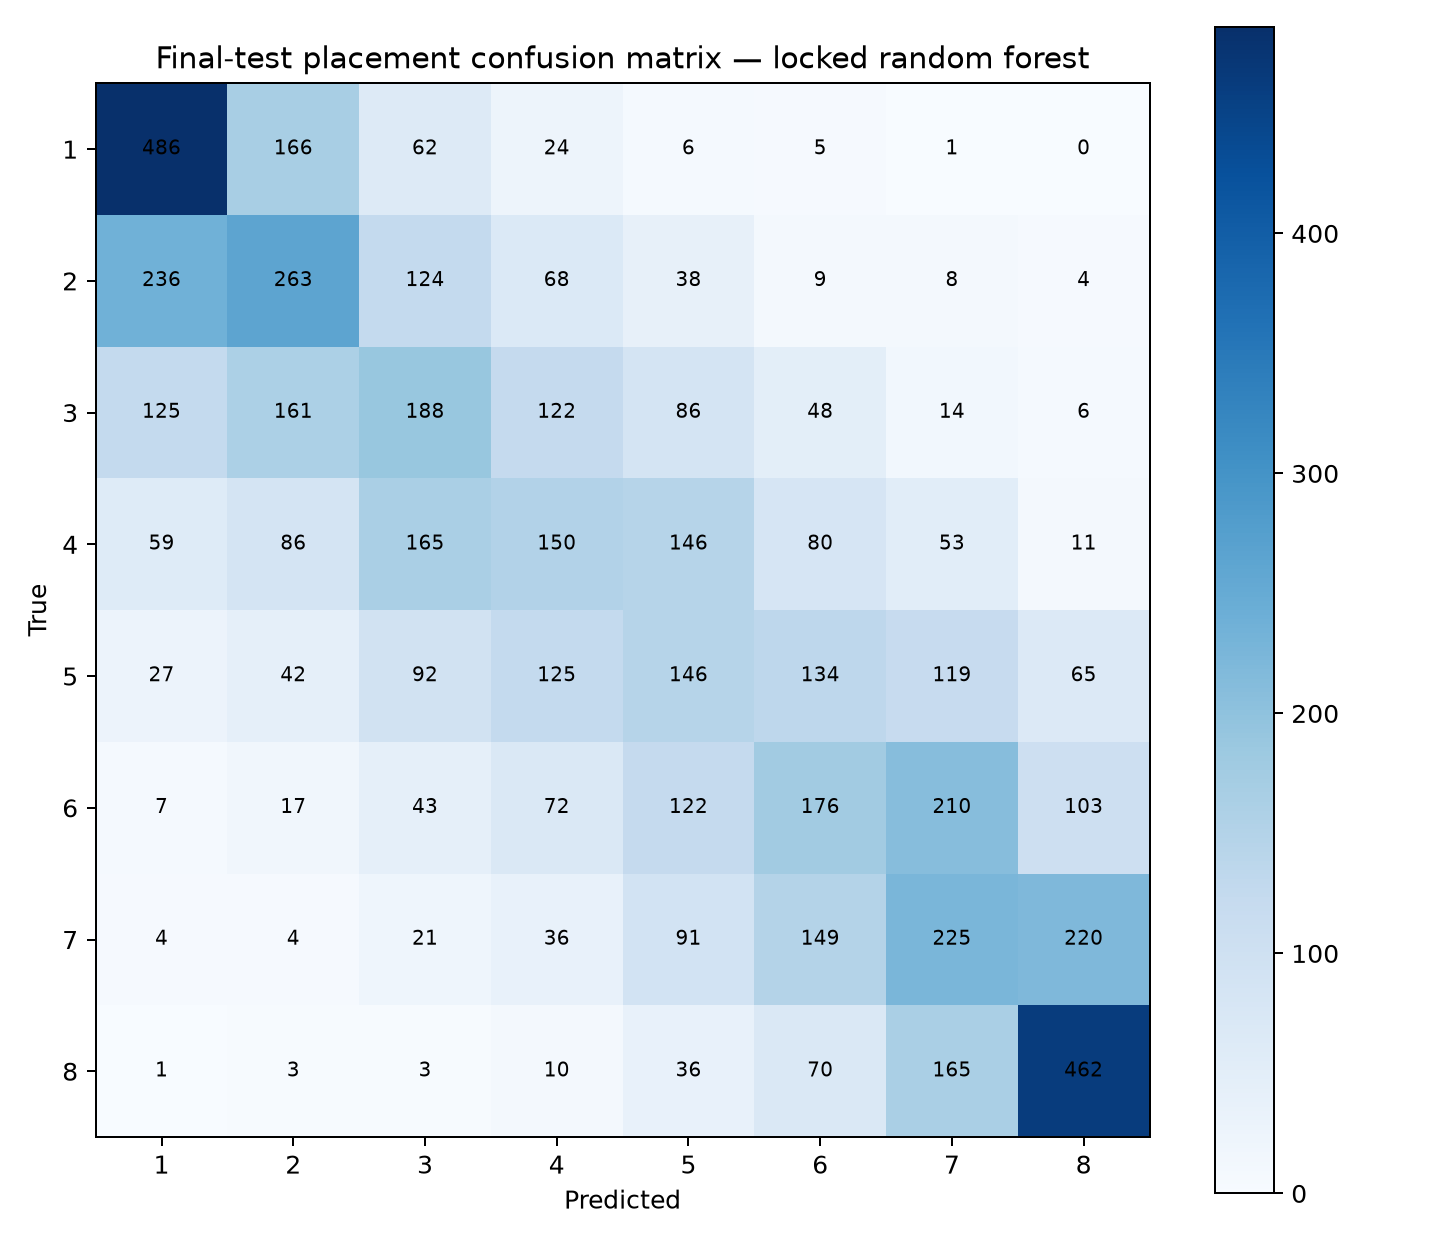 Final-test placement confusion matrix — locked random forest
1 486 166 62 24 6 5 1 0
2 236 263 124 68 38 9 8 4
3 125 161 188 122 86 48 14 6
4 59 86 165 150 146 80 53 11
5 27 42 92 125 146 134 119 65
6 7 17 43 72 122 176 210 103
7 4 4 21 36 91 149 225 220
8 1 3 3 10 36 70 165 462
1 2 3 4 5 6 7 8
Predicted
True
400
300
200
100
0